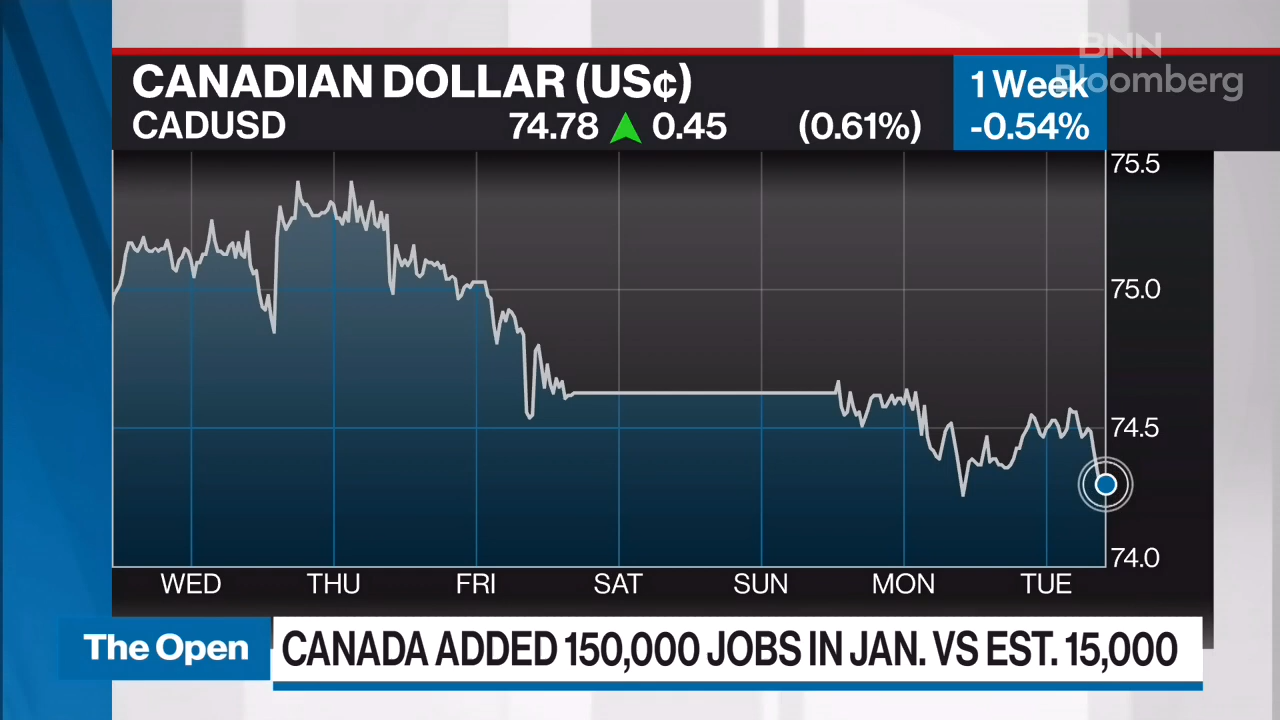 BNN
Bloomberg
CANADIAN DOLLAR (US¢)
1 Week
CADUSD
74.78 ▲ 0.45 (0.61%)
-0.54%
75.5
75.0
74.5
74.0
WED THU FRI SAT SUN MON TUE
The Open
CANADA ADDED 150,000 JOBS IN JAN. VS EST. 15,000